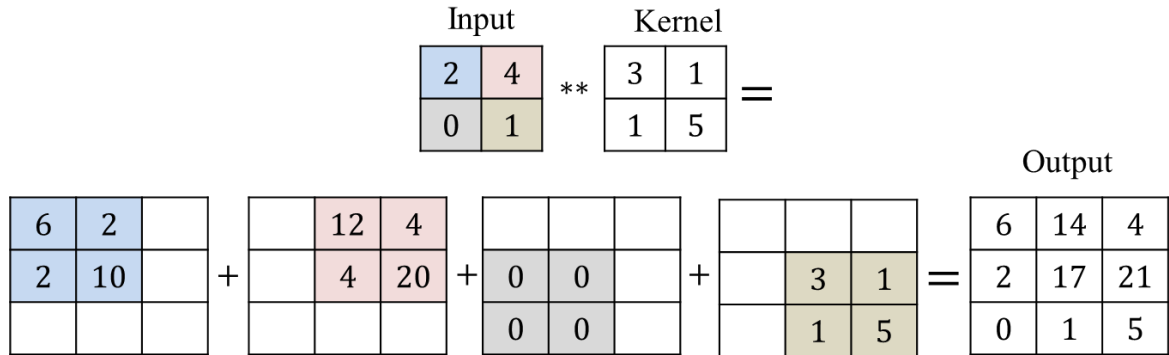 Input Kernel
2 4 3 1
** =
0 1 1 5
Output
6 2 12 4 6 14 4
2 10 + 4 20 + 0 0 + 3 1 = 2 17 21
0 0 1 5 0 1 5